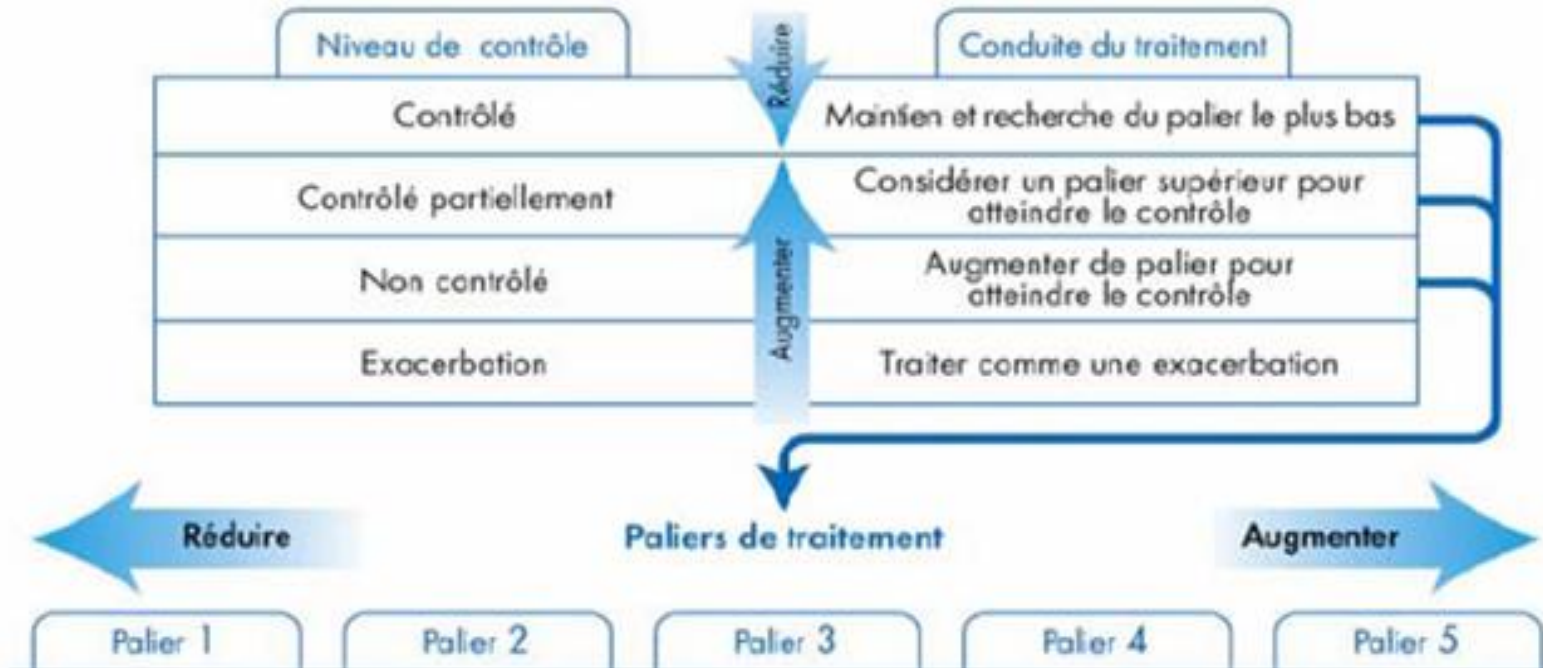 Niveau de contrôle
Réduire
Conduite du traitement
Contrôlé
Maintien et recherche du palier le plus bas
Contrôlé partiellement
Considérer un palier supérieur pour
atteindre le contrôle
Augmenter
Non contrôlé
Augmenter de palier pour
atteindre le contrôle
Exacerbation
Traiter comme une exacerbation
Réduire
Paliers de traitement
Augmenter
Palier 1
Palier 2
Palier 3
Palier 4
Palier 5